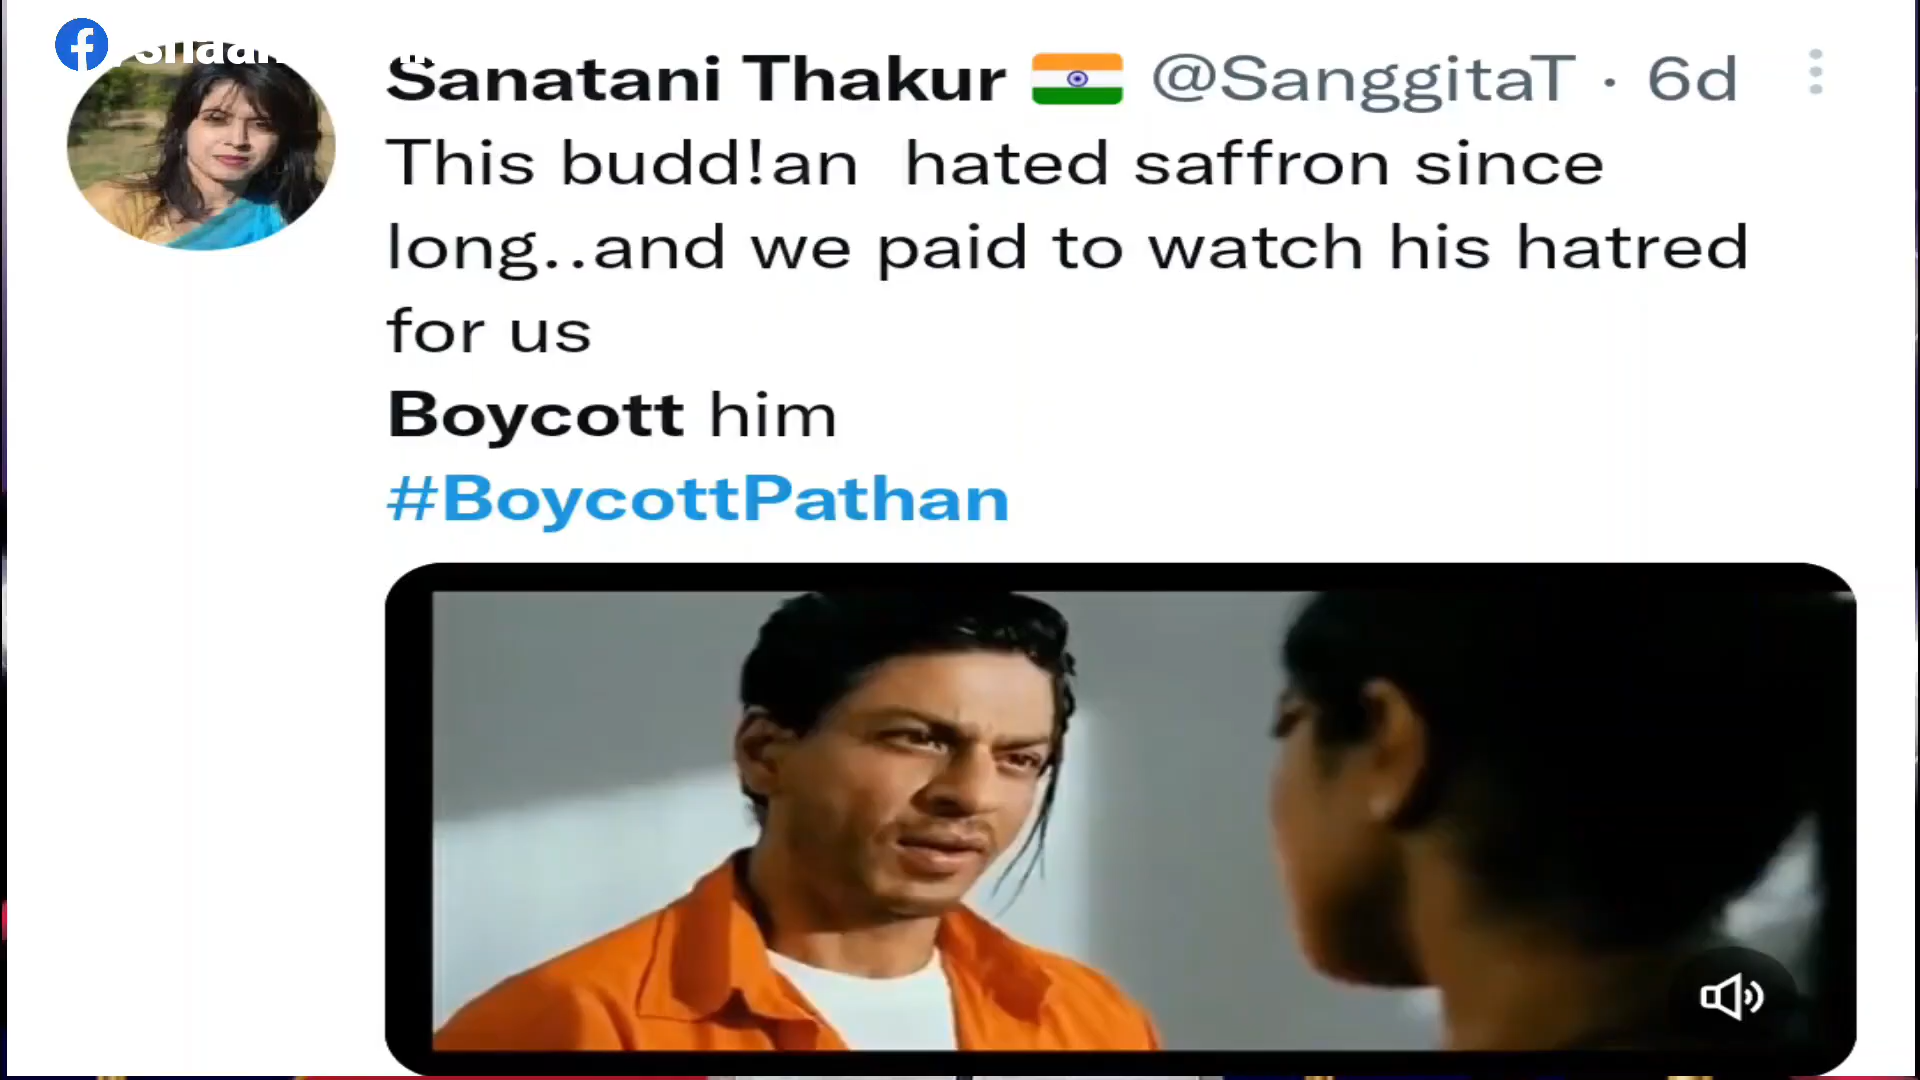 Sanatani Thakur @SanggitaT · 6d
This budd!an hated saffron since
long..and we paid to watch his hatred
for us
Boycott him
#BoycottPathan